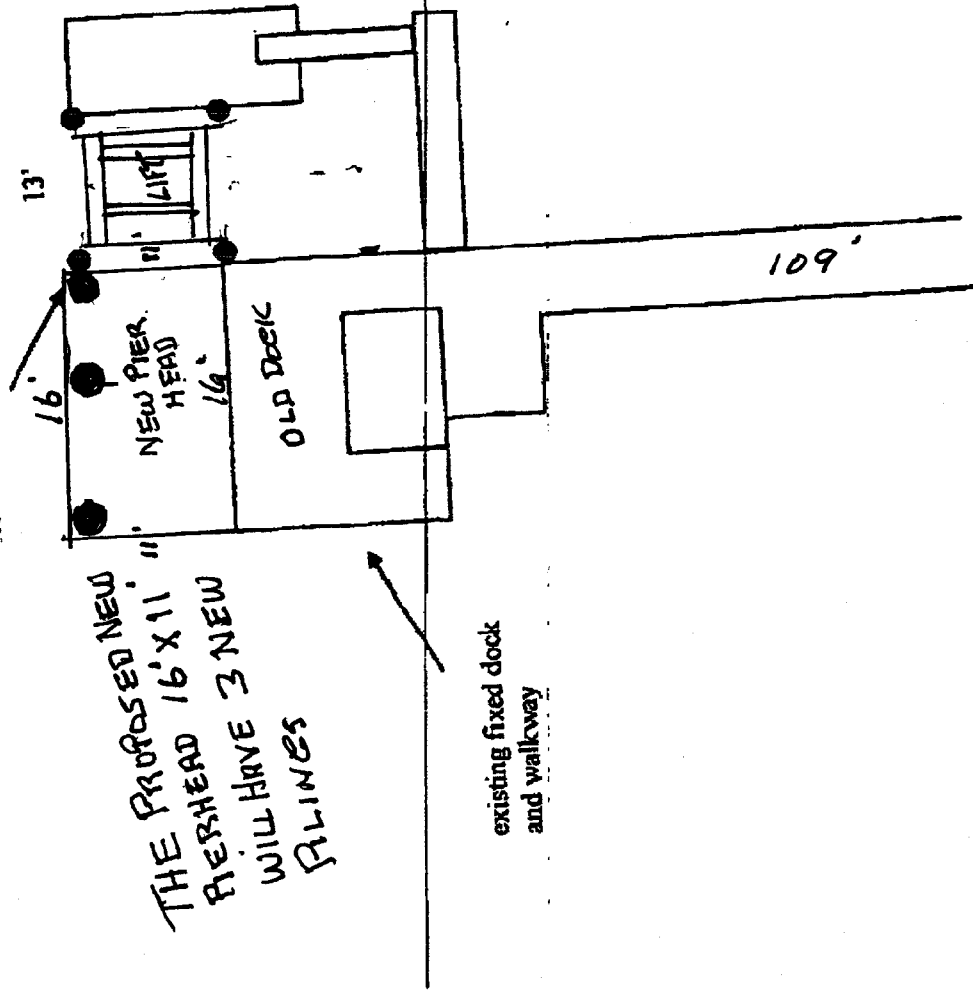 13'
16'
LIFT
11'
NEW PIER.
HEAD
16'
11'
OLD DOCK
109'
THE PROPOSED NEW
PIERHEAD 16' X 11'
WILL HAVE 3 NEW
PILINGS
existing fixed dock
and walkway